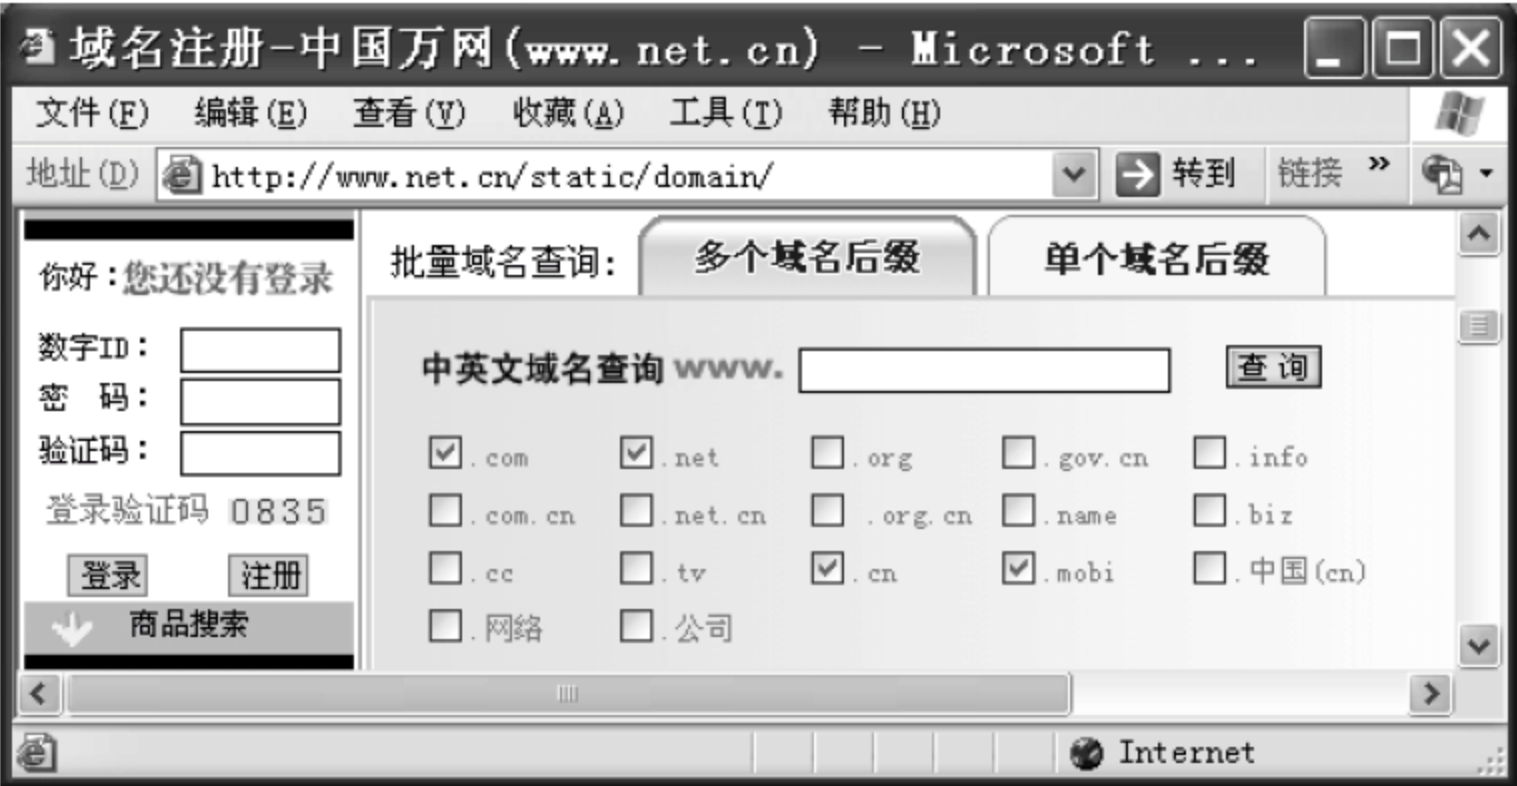 域名注册-中国万网(www.net.cn) - Microsoft ...
文件(F) 编辑(E) 查看(V) 收藏(A) 工具(T) 帮助(H)
地址(D) http://www.net.cn/static/domain/ 转到 链接 »
你好：您还没有登录
数字ID：
密 码：
验证码：
登录验证码 0835
登录 注册
商品搜索
批量域名查询： 多个域名后缀 单个域名后缀
中英文域名查询 www. 查询
.com .net .org .gov.cn .info
.com.cn .net.cn .org.cn .name .biz
.cc .tv .cn .mobi .中国(cn)
.网络 .公司
Internet